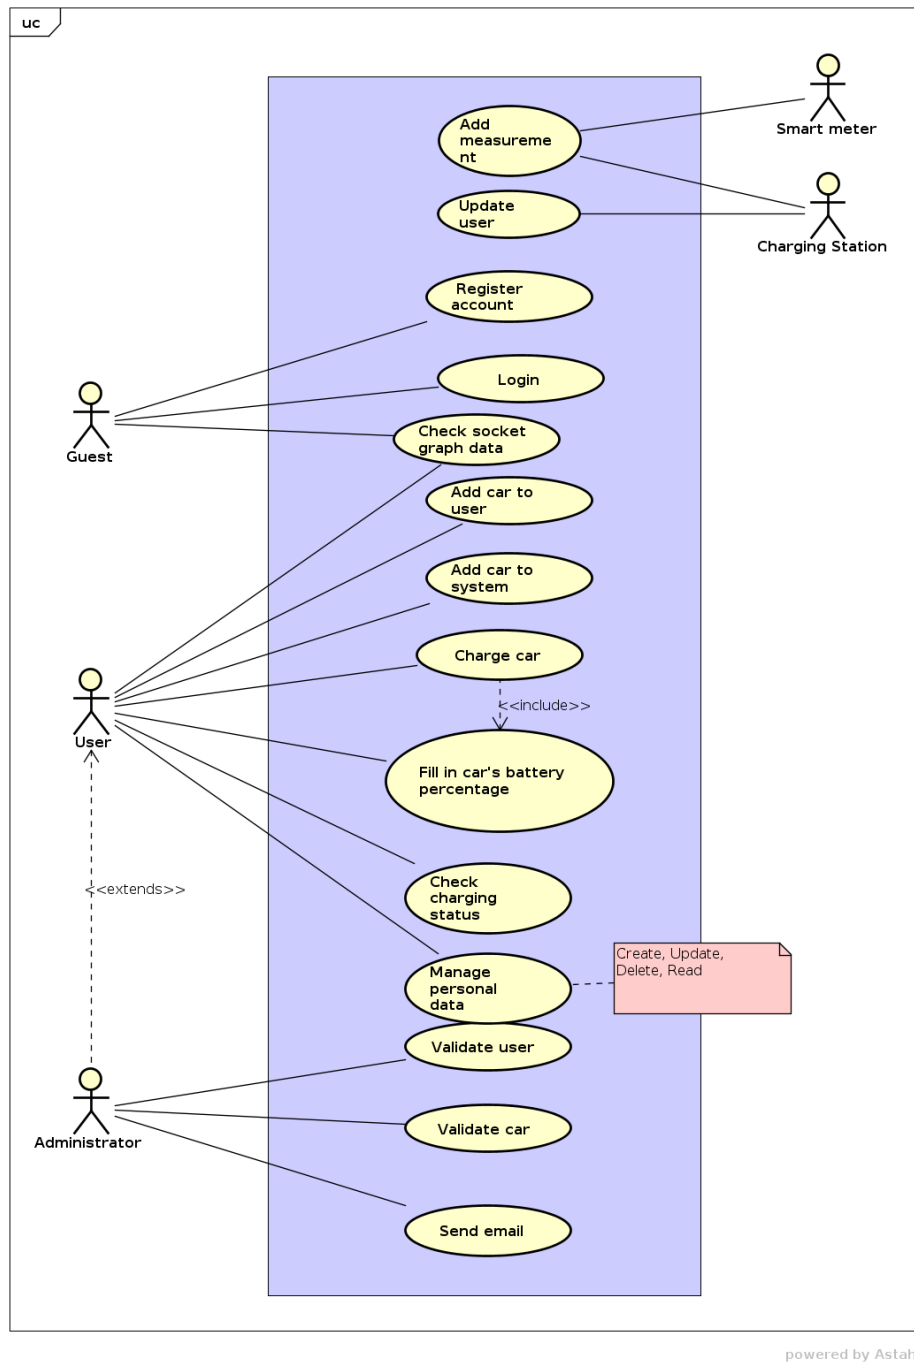 uc
Smart meter
Add
measureme
nt
Charging Station
Update
user
Register
account
Login
Guest
Check socket
graph data
Add car to
user
Add car to
system
Charge car
<<include>>
User
Fill in car's battery
percentage
<<extends>>
Check
charging
status
Create, Update,
Delete, Read
Manage
personal
data
Validate user
Administrator
Validate car
Send email
powered by Astah